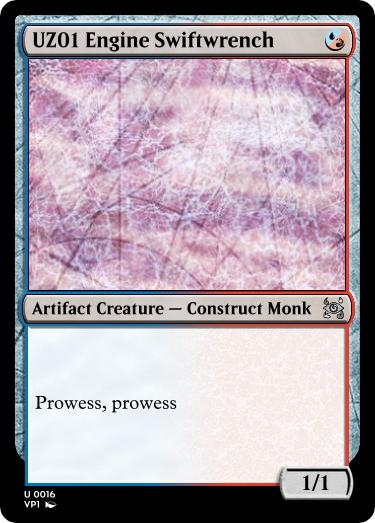 UZ01 Engine Swiftwrench
Artifact Creature — Construct Monk
Prowess, prowess
1/1
U 0016
VP1